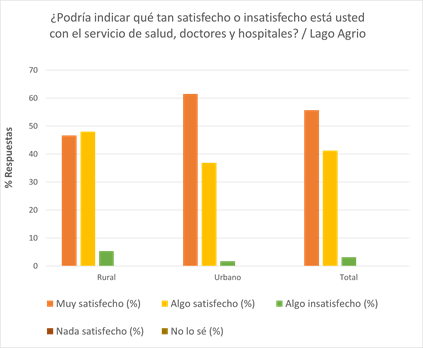 ¿Podría indicar qué tan satisfecho o insatisfecho está usted
con el servicio de salud, doctores y hospitales? / Lago Agrio
70
60
50
40
30
20
10
0
% Respuestas
Rural Urbano Total
Muy satisfecho (%) Algo satisfecho (%) Algo insatisfecho (%)
Nada satisfecho (%) No lo sé (%)